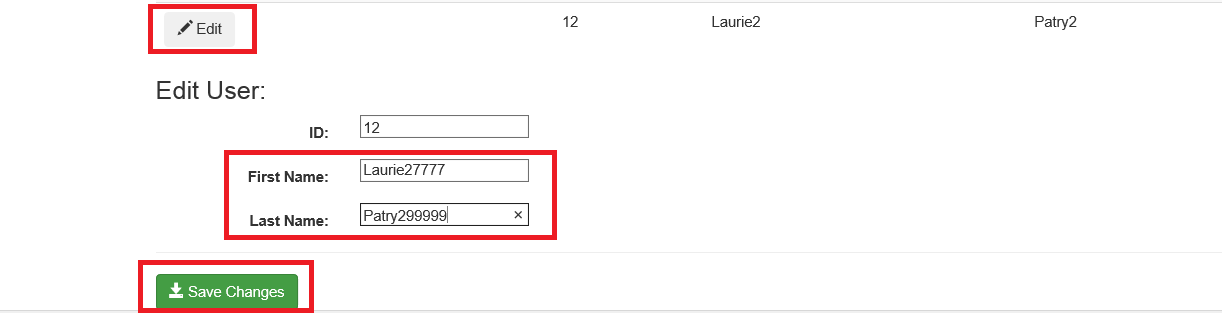 Edit 12 Laurie2 Patry2
Edit User:
ID: 12
First Name: Laurie27777
Last Name: Patry299999 ×
Save Changes